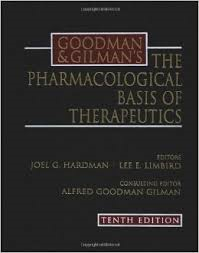 GOODMAN
& GILMAN'S THE
PHARMACOLOGICAL
BASIS OF
THERAPEUTICS
EDITORS
JOEL G. HARDMAN LEE E. LIMBIRD
CONSULTING EDITOR
ALFRED GOODMAN GILMAN
TENTH EDITION